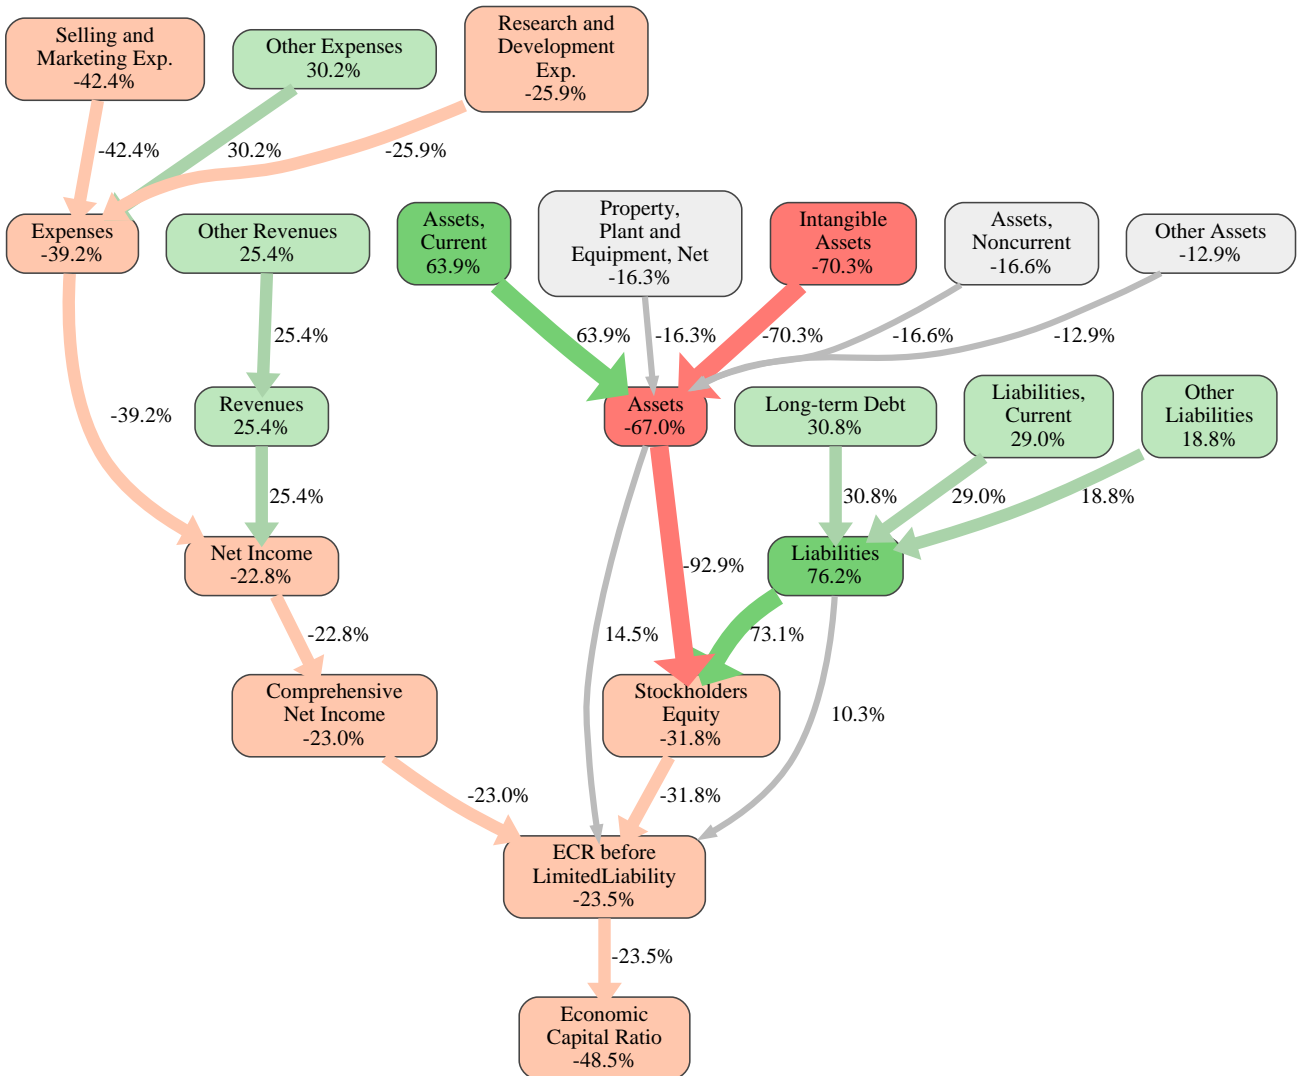 Selling and
Marketing Exp.
-42.4%
Other Expenses
30.2%
Research and
Development
Exp.
-25.9%
-42.4%
30.2%
-25.9%
Expenses
-39.2%
Other Revenues
25.4%
Assets,
Current
63.9%
Property,
Plant and
Equipment, Net
-16.3%
Intangible
Assets
-70.3%
Assets,
Noncurrent
-16.6%
Other Assets
-12.9%
25.4%
63.9%
-16.3%
-70.3%
-16.6%
-12.9%
-39.2%
Revenues
25.4%
Assets
-67.0%
Long-term Debt
30.8%
Liabilities,
Current
29.0%
Other
Liabilities
18.8%
25.4%
30.8%
29.0%
18.8%
Net Income
-22.8%
-92.9%
Liabilities
76.2%
-22.8%
14.5%
73.1%
Comprehensive
Net Income
-23.0%
Stockholders
Equity
-31.8%
10.3%
-23.0%
-31.8%
ECR before
LimitedLiability
-23.5%
-23.5%
Economic
Capital Ratio
-48.5%